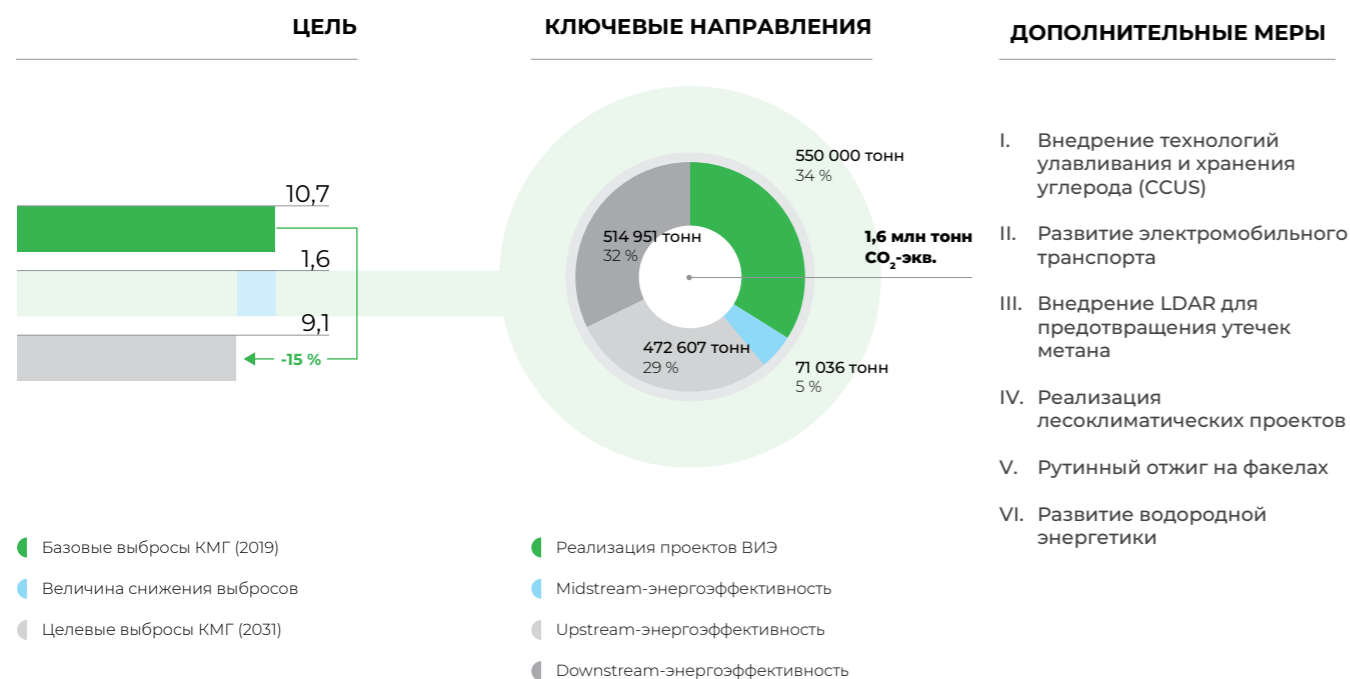 ЦЕЛЬ
10,7
1,6
9,1
-15 %
Базовые выбросы КМГ (2019)
Величина снижения выбросов
Целевые выбросы КМГ (2031)
КЛЮЧЕВЫЕ НАПРАВЛЕНИЯ
550 000 тонн
34 %
514 951 тонн
32 %
1,6 млн тонн
CO₂-экв.
472 607 тонн
29 %
71 036 тонн
5 %
Реализация проектов ВИЭ
Midstream-энергоэффективность
Upstream-энергоэффективность
Downstream-энергоэффективность
ДОПОЛНИТЕЛЬНЫЕ МЕРЫ
I. Внедрение технологий
улавливания и хранения
углерода (CCUS)
II. Развитие электромобильного
транспорта
III. Внедрение LDAR для
предотвращения утечек
метана
IV. Реализация
лесоклиматических проектов
V. Рутинный отжиг на факелах
VI. Развитие водородной
энергетики